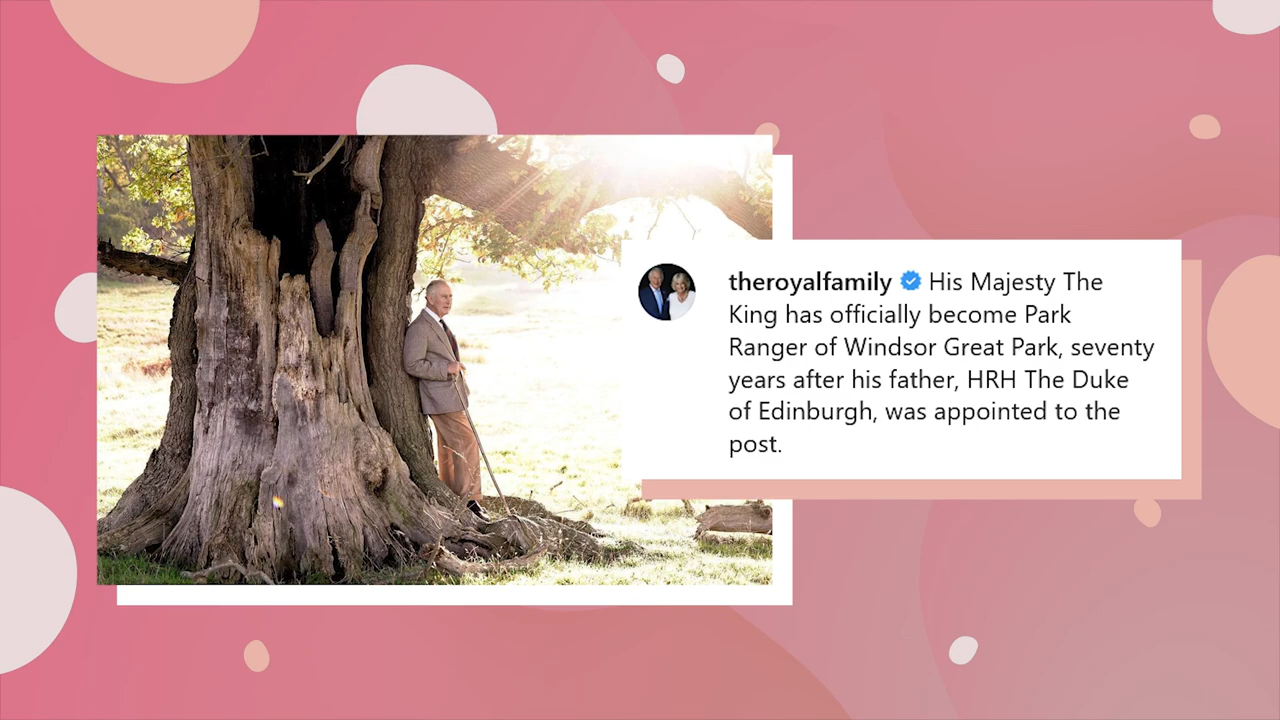 theroyalfamily His Majesty The
King has officially become Park
Ranger of Windsor Great Park, seventy
years after his father, HRH The Duke
of Edinburgh, was appointed to the
post.